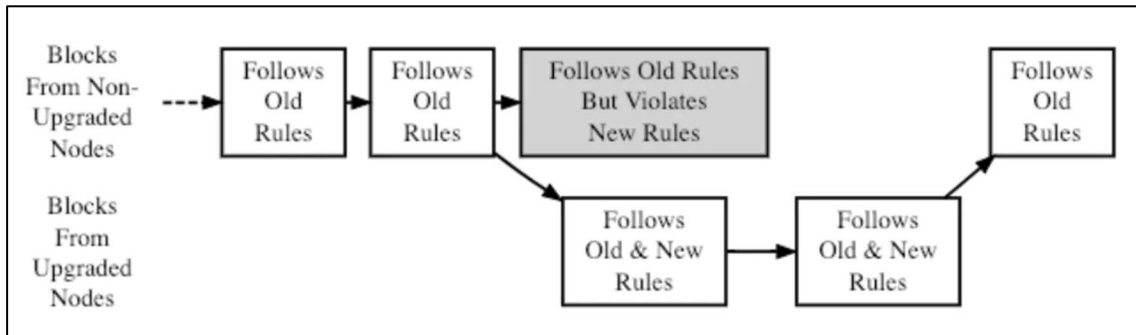 Blocks
From Non-
Upgraded
Nodes
Follows
Old
Rules
Follows
Old
Rules
Follows Old Rules
But Violates
New Rules
Follows
Old
Rules
Blocks
From
Upgraded
Nodes
Follows
Old & New
Rules
Follows
Old & New
Rules